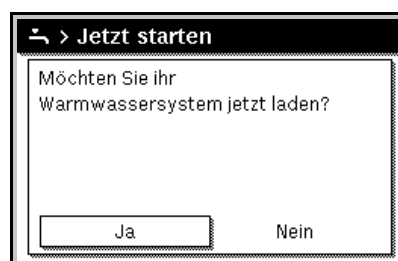 > Jetzt starten
Möchten Sie ihr
Warmwassersystem jetzt laden?
Ja Nein